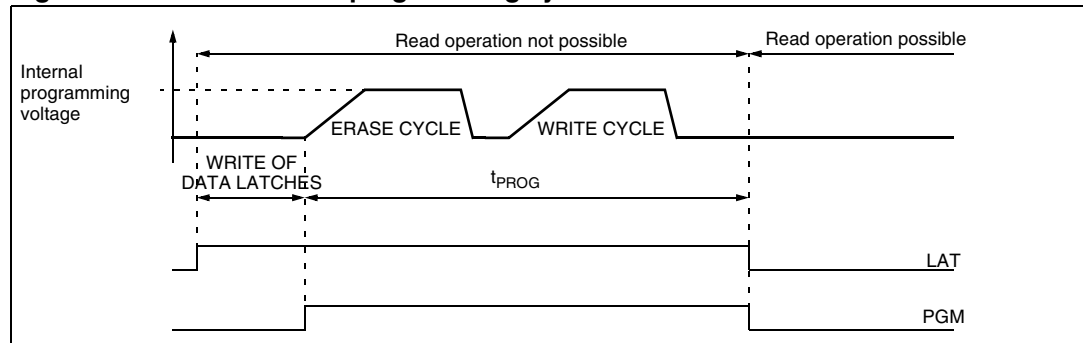 Read operation not possible
Read operation possible
Internal
programming
voltage
ERASE CYCLE
WRITE CYCLE
WRITE OF
DATA LATCHES
tPROG
LAT
PGM